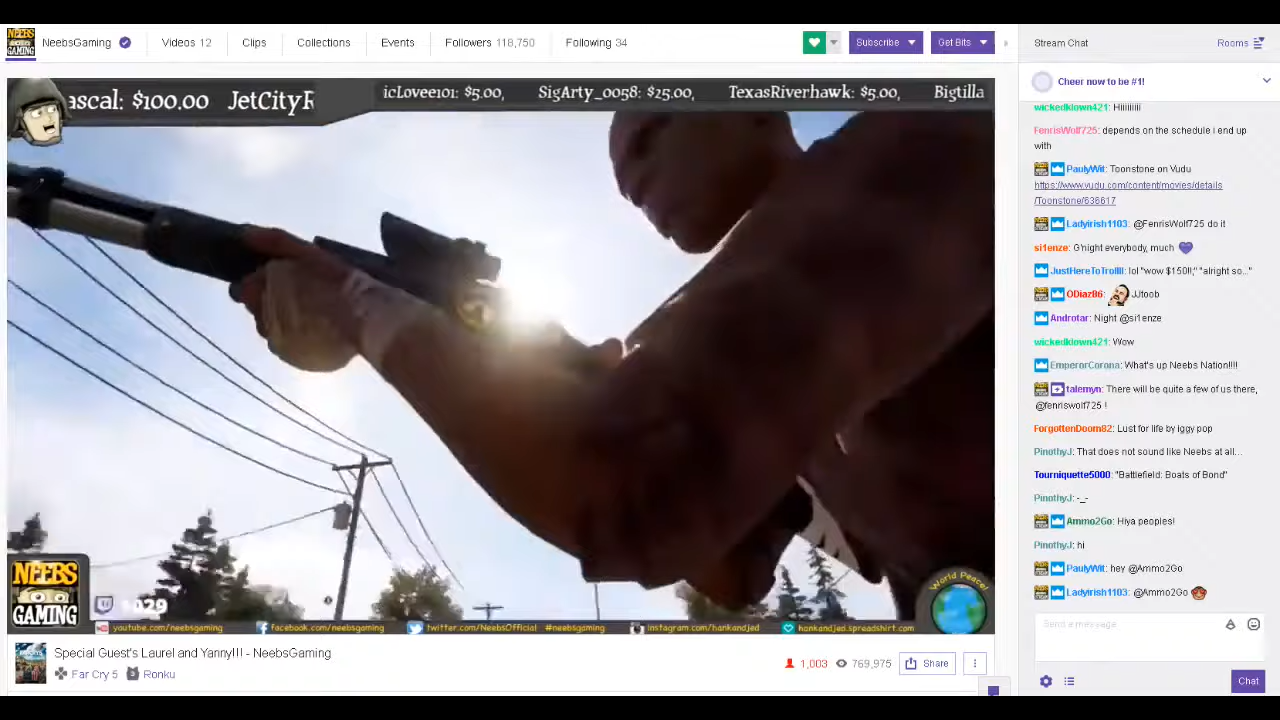 NEEBS
GAMING
NeebsGaming
Videos 12
Clips
Collections
Events
Followers 118,750
Following 34
Subscribe
Get Bits
ascal: $100.00 JetCityR
icLovee101: $5.00, SigArty_0058: $25.00, TexasRiverhawk: $5.00, Bigtilla
NEEBS
GAMING
World Peace!
youtube.com/neebsgaming
facebook.com/neebsgaming
twitter.com/NeebsOfficial #neebsgaming
instagram.com/hankandjed
hankandjed.spreadshirt.com
Special Guest's Laurel and Yanny!!! - NeebsGaming
Far Cry 5
Ronku
1,003
769,975
Share
Stream Chat
Rooms
Cheer now to be #1!
wickedklown421: Hiiiiiiii
FenrisWolf725: depends on the schedule i end up
with
PaulyWit: Toonstone on Vudu
https://www.vudu.com/content/movies/details
/Toonstone/638617
Ladyirish1103: @FenrisWolf725 do it
si1enze: G'night everybody, much
JustHereToTrollll: lol "wow $150ll;" "alright so..."
ODiaz86: JJtoob
Androtar: Night @si1enze
wickedklown421: Wow
EmperorCorona: What's up Neebs Nation!!!!
talemyn: There will be quite a few of us there,
@fenriswolf725 !
ForgottenDoom82: Lust for life by iggy pop
PinothyJ: That does not sound like Neebs at all...
Tourniquette5000: "Battlefield: Boats of Bond"
PinothyJ: -_-
Ammo2Go: Hiya peoples!
PinothyJ: hi
PaulyWit: hey @Ammo2Go
Ladyirish1103: @Ammo2Go
Send a message
Chat